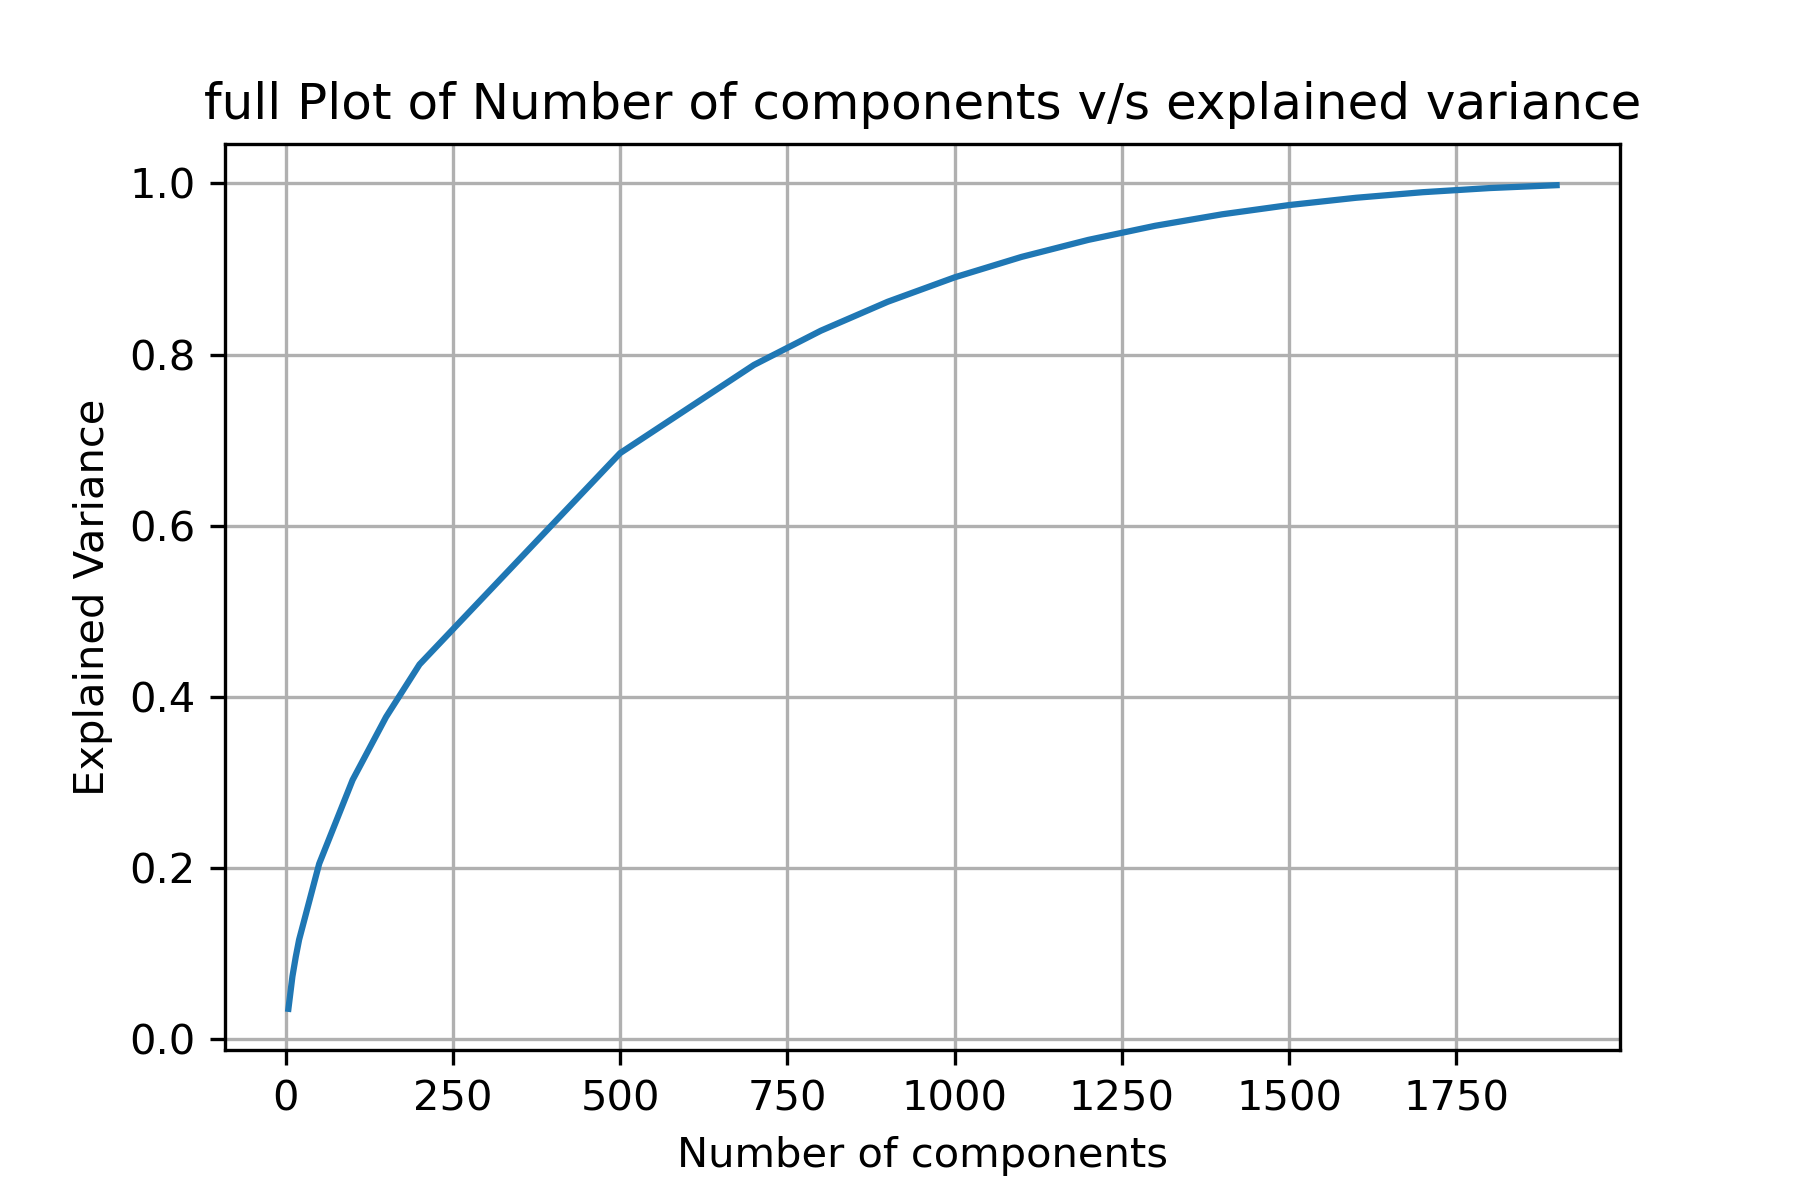 full Plot of Number of components v/s explained variance
1.0
0.8
0.6
0.4
0.2
0.0
Explained Variance
0 250 500 750 1000 1250 1500 1750
Number of components